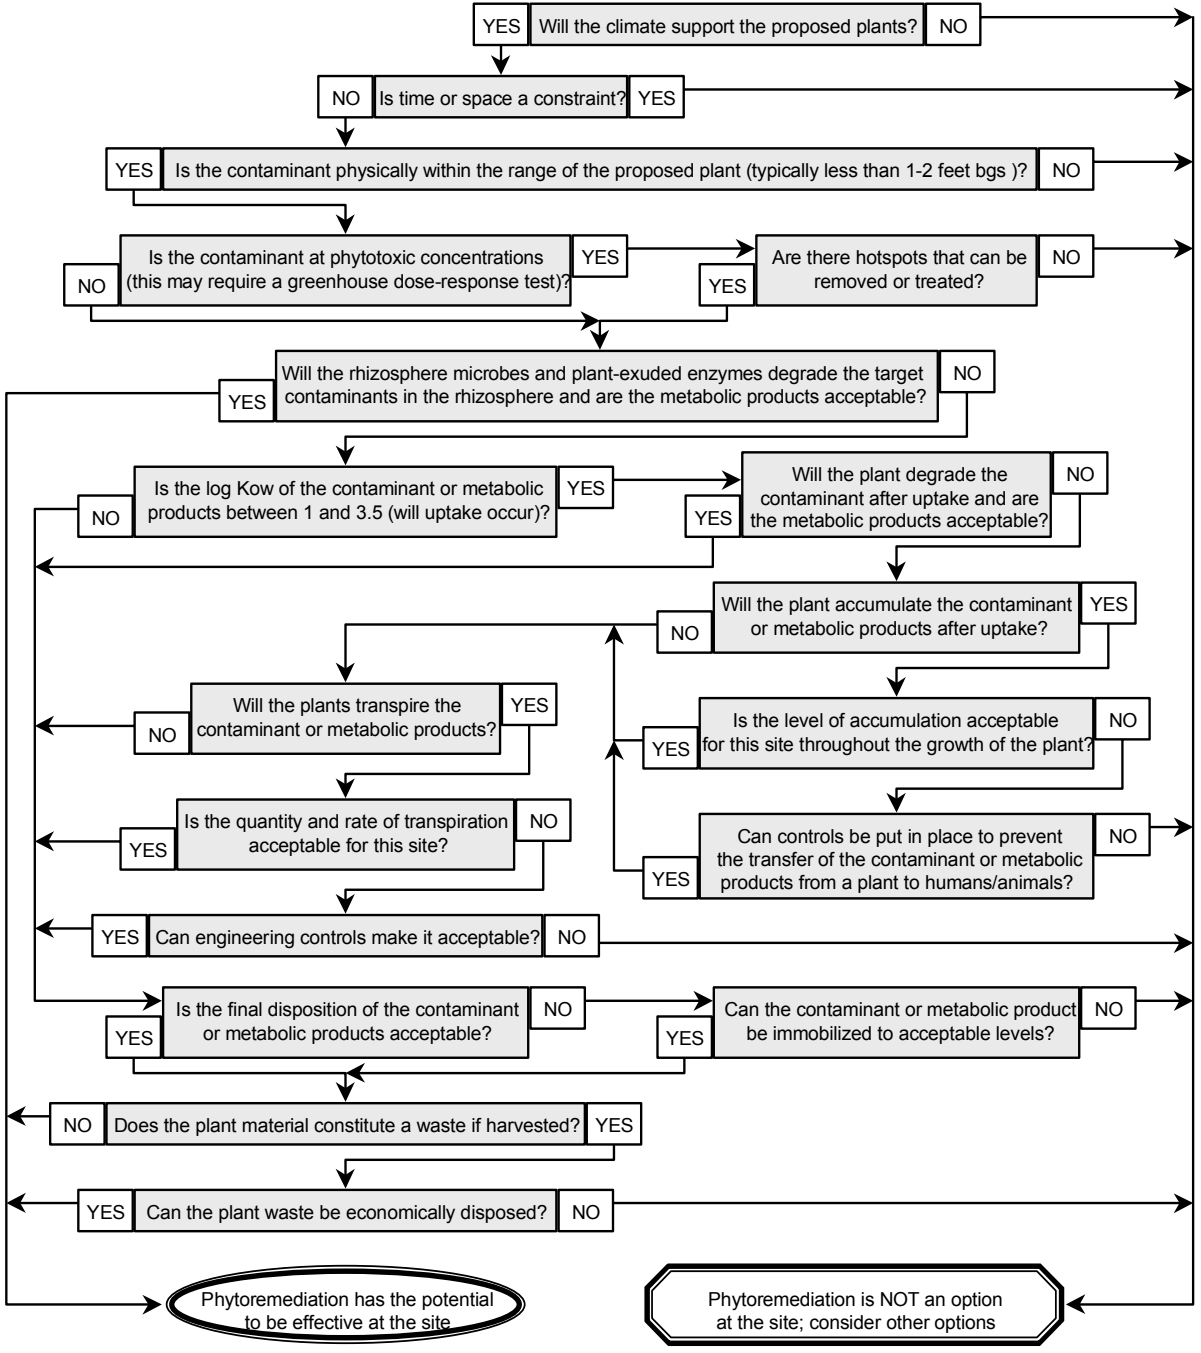 YES
Will the climate support the proposed plants?
NO
NO
Is time or space a constraint?
YES
YES
Is the contaminant physically within the range of the proposed plant (typically less than 1-2 feet bgs )?
NO
Is the contaminant at phytotoxic concentrations
(this may require a greenhouse dose-response test)?
YES
NO
Are there hotspots that can be
removed or treated?
NO
YES
Will the rhizosphere microbes and plant-exuded enzymes degrade the target
contaminants in the rhizosphere and are the metabolic products acceptable?
NO
YES
Is the log Kow of the contaminant or metabolic
products between 1 and 3.5 (will uptake occur)?
YES
NO
Will the plant degrade the
contaminant after uptake and are
the metabolic products acceptable?
NO
YES
Will the plant accumulate the contaminant
or metabolic products after uptake?
YES
NO
Will the plants transpire the
contaminant or metabolic products?
YES
NO
Is the level of accumulation acceptable
for this site throughout the growth of the plant?
NO
YES
Is the quantity and rate of transpiration
acceptable for this site?
NO
YES
Can controls be put in place to prevent
the transfer of the contaminant or metabolic
products from a plant to humans/animals?
NO
YES
YES
Can engineering controls make it acceptable?
NO
Is the final disposition of the contaminant
or metabolic products acceptable?
NO
YES
Can the contaminant or metabolic product
be immobilized to acceptable levels?
NO
YES
NO
Does the plant material constitute a waste if harvested?
YES
YES
Can the plant waste be economically disposed?
NO
Phytoremediation has the potential
to be effective at the site
Phytoremediation is NOT an option
at the site; consider other options